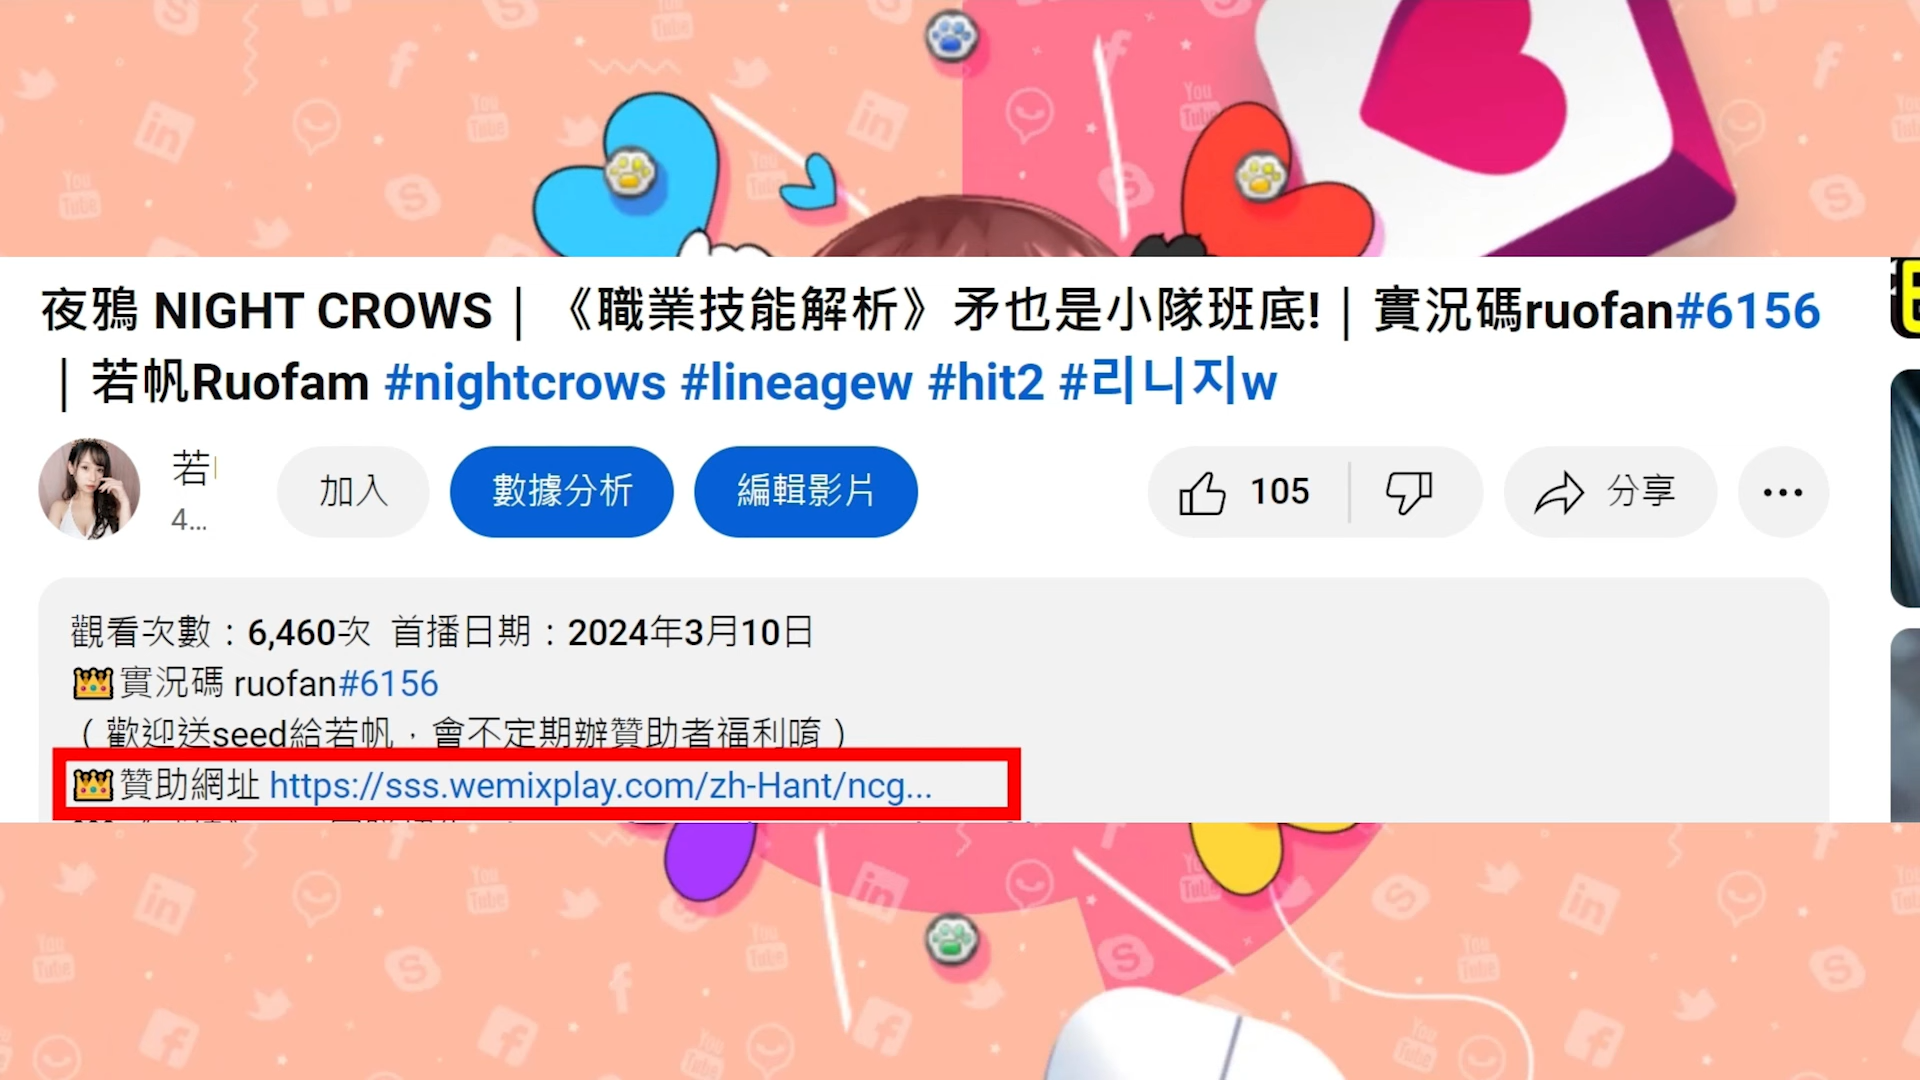 夜鴉 NIGHT CROWS｜《職業技能解析》矛也是小隊班底!｜實況碼ruofan#6156
｜若帆Ruofam #nightcrows #lineagew #hit2 #리니지w
若
4...
加入
數據分析
編輯影片
105
分享
觀看次數：6,460次 首播日期：2024年3月10日
👑實況碼 ruofan#6156
（歡迎送seed給若帆，會不定期辦贊助者福利唷）
👑贊助網址 https://sss.wemixplay.com/zh-Hant/ncg...